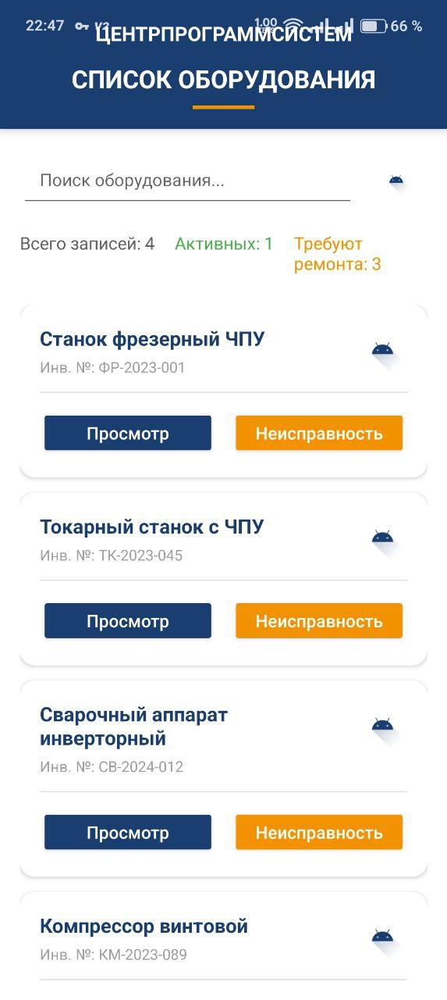 22:47
66 %
ЦЕНТРПРОГРАММСИСТЕМ
СПИСОК ОБОРУДОВАНИЯ
Поиск оборудования...
Всего записей: 4 Активных: 1 Требуют
ремонта: 3
Станок фрезерный ЧПУ
Инв. №: ФР-2023-001
Просмотр Неисправность
Токарный станок с ЧПУ
Инв. №: ТК-2023-045
Просмотр Неисправность
Сварочный аппарат
инверторный
Инв. №: СВ-2024-012
Просмотр Неисправность
Компрессор винтовой
Инв. №: КМ-2023-089